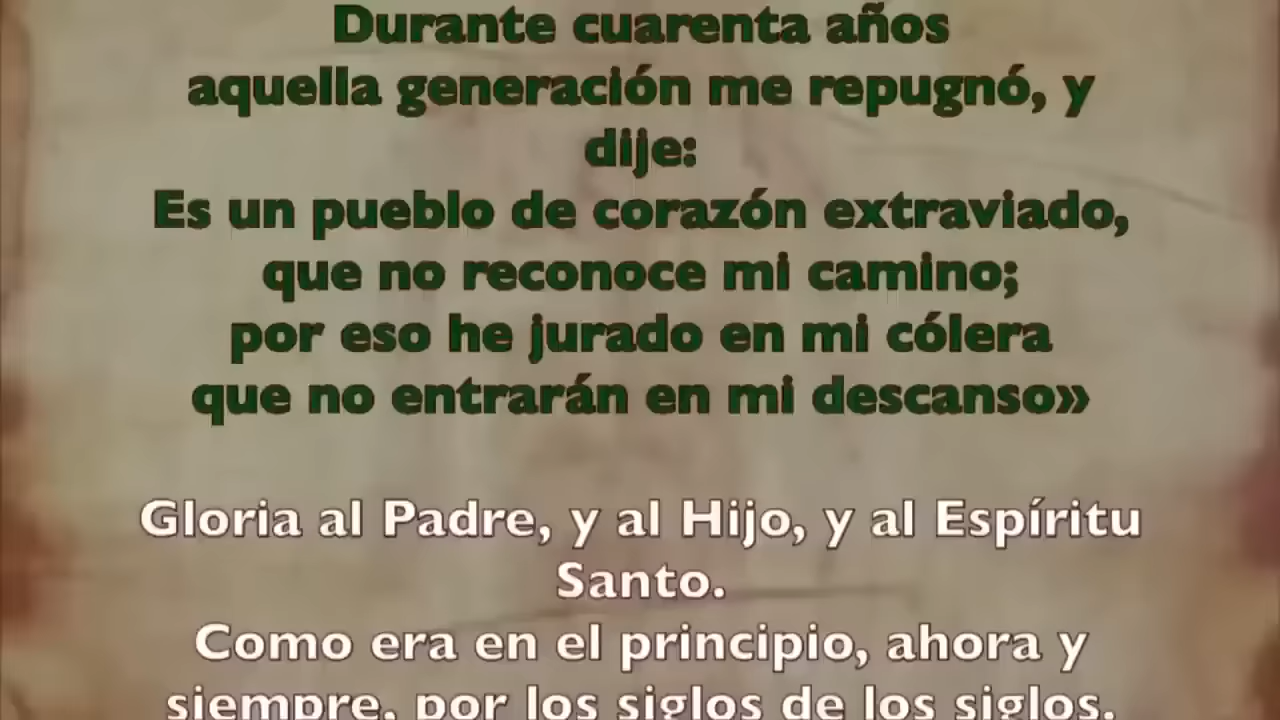 Durante cuarenta años
aquella generación me repugnó, y
dije:
Es un pueblo de corazón extraviado,
que no reconoce mi camino;
por eso he jurado en mi cólera
que no entrarán en mi descanso»
Gloria al Padre, y al Hijo, y al Espíritu
Santo.
Como era en el principio, ahora y
siempre, por los siglos de los siglos.